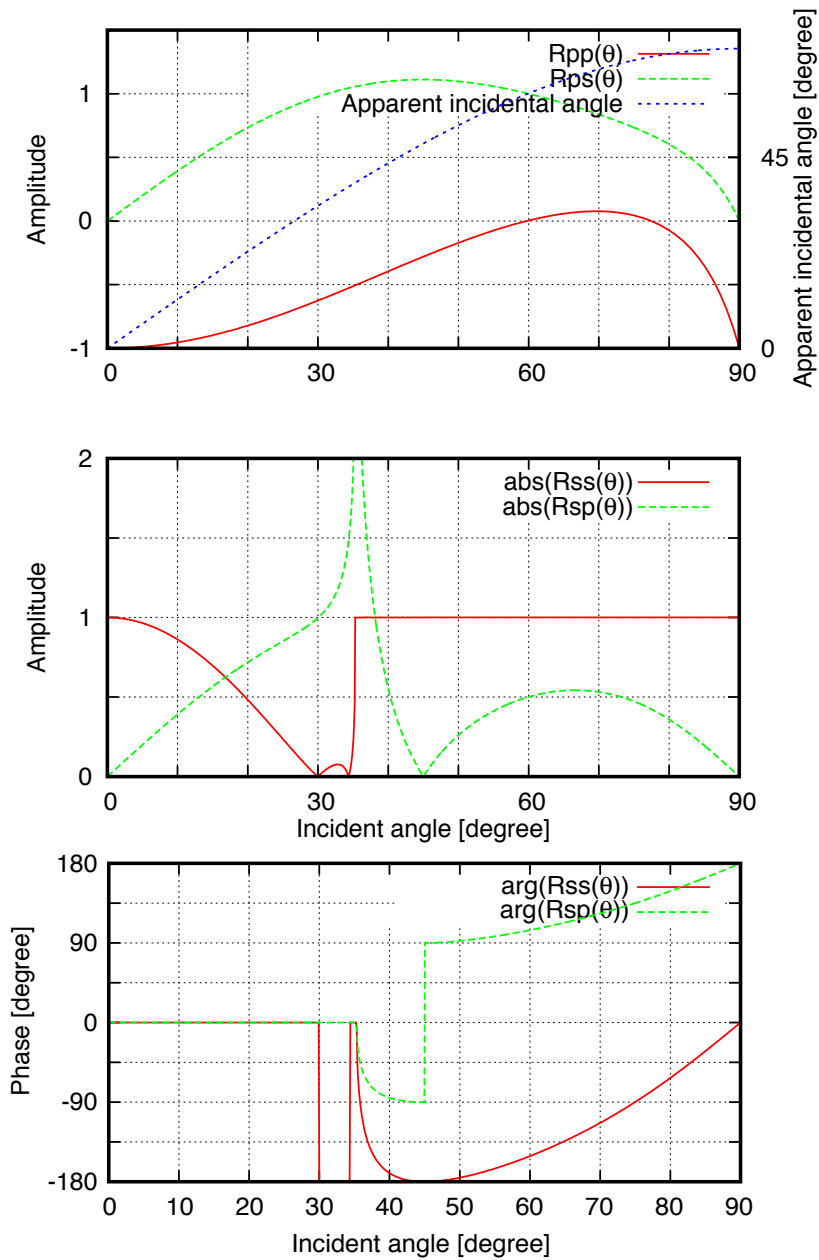 Rpp(θ)
Rps(θ)
Apparent incidental angle
1
0
-1
Amplitude
0
30
60
90
45
0
Apparent incidental angle [degree]
abs(Rss(θ))
abs(Rsp(θ))
2
1
0
Amplitude
0
30
60
90
Incident angle [degree]
arg(Rss(θ))
arg(Rsp(θ))
180
90
0
-90
-180
Phase [degree]
0 10 20 30 40 50 60 70 80 90
Incident angle [degree]